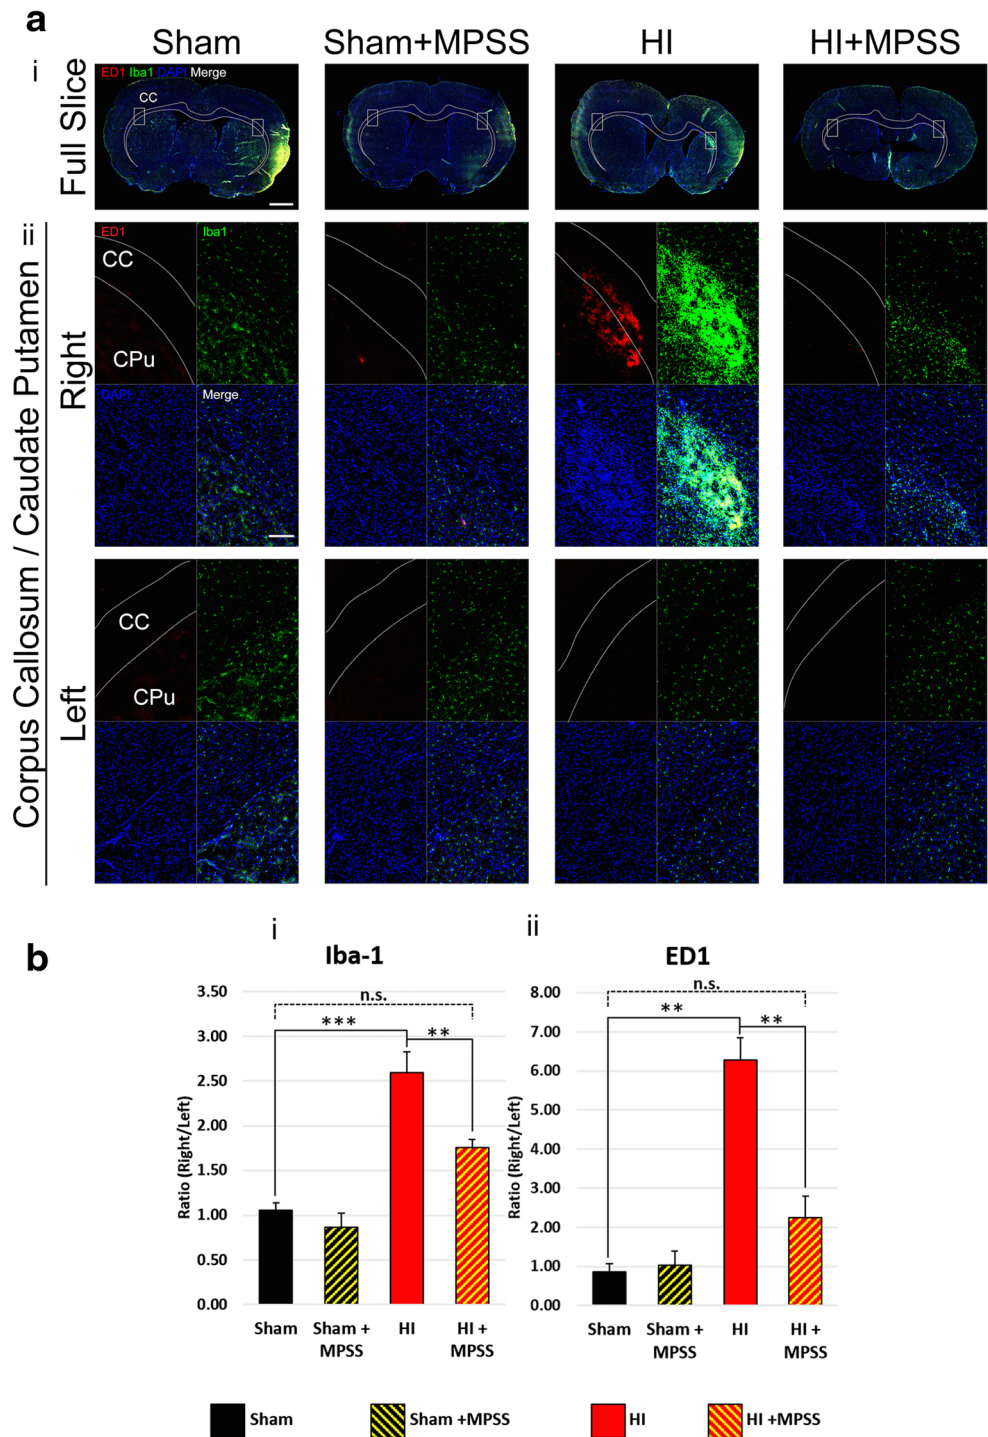 a
Sham
Sham+MPSS
HI
HI+MPSS
i
Full Slice
ED1 Iba1 DAPI Merge
CC
ii
Corpus Callosum / Caudate Putamen
Right
ED1
Iba1
CC
CPu
DAPI
Merge
Left
CC
CPu
b
i
Iba-1
Ratio (Right/Left)
3.50
3.00
2.50
2.00
1.50
1.00
0.50
0.00
n.s.
***
**
Sham
Sham +
MPSS
HI
HI +
MPSS
ii
ED1
Ratio (Right/Left)
8.00
7.00
6.00
5.00
4.00
3.00
2.00
1.00
0.00
n.s.
**
**
Sham
Sham +
MPSS
HI
HI +
MPSS
Sham
Sham +MPSS
HI
HI +MPSS